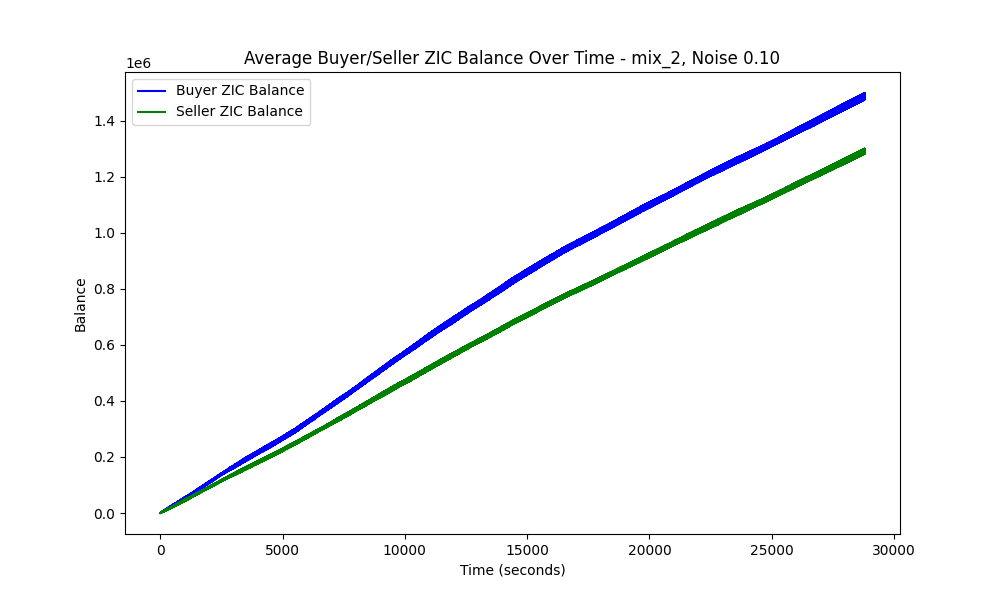 Average Buyer/Seller ZIC Balance Over Time - mix_2, Noise 0.10
1e6
Buyer ZIC Balance
Seller ZIC Balance
1.4
1.2
1.0
0.8
0.6
0.4
0.2
0.0
Balance
0 5000 10000 15000 20000 25000 30000
Time (seconds)